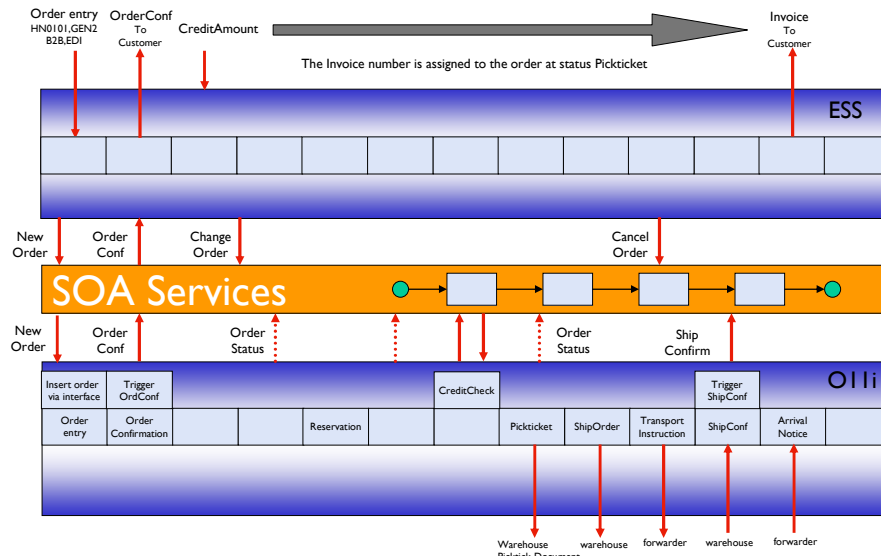 Order entry
HN0101,GEN2
B2B,EDI
OrderConf
To
Customer
CreditAmount
Invoice
To
Customer
The Invoice number is assigned to the order at status Pickticket
ESS
New
Order
Order
Conf
Change
Order
Cancel
Order
SOA Services
New
Order
Order
Conf
Order
Status
Order
Status
Ship
Confirm
O11i
Insert order
via interface
Trigger
OrdConf
CreditCheck
Trigger
ShipConf
Order
entry
Order
Confirmation
Reservation
Pickticket
ShipOrder
Transport
Instruction
ShipConf
Arrival
Notice
Warehouse
Picktick Document
warehouse
forwarder
warehouse
forwarder